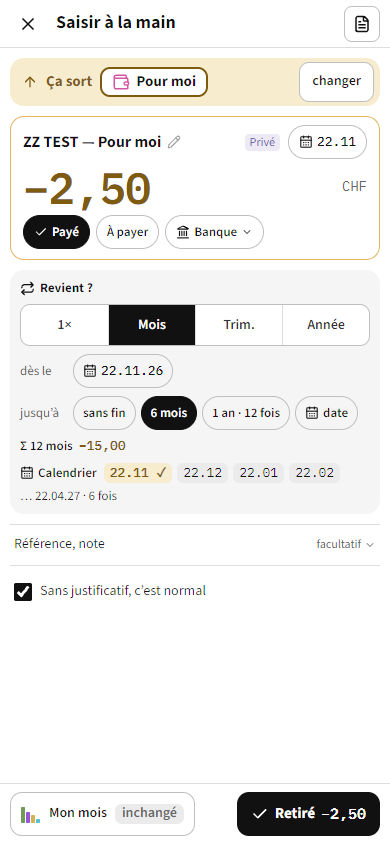 Saisir à la main
Ça sort Pour moi changer
ZZ TEST — Pour moi Privé 22.11
−2,50 CHF
Payé À payer Banque
Revient ?
1× Mois Trim. Année
dès le 22.11.26
jusqu'à sans fin 6 mois 1 an · 12 fois date
Σ 12 mois −15,00
Calendrier 22.11 ✓ 22.12 22.01 22.02
… 22.04.27 · 6 fois
Référence, note facultatif
Sans justificatif, c'est normal
Mon mois inchangé Retiré −2,50